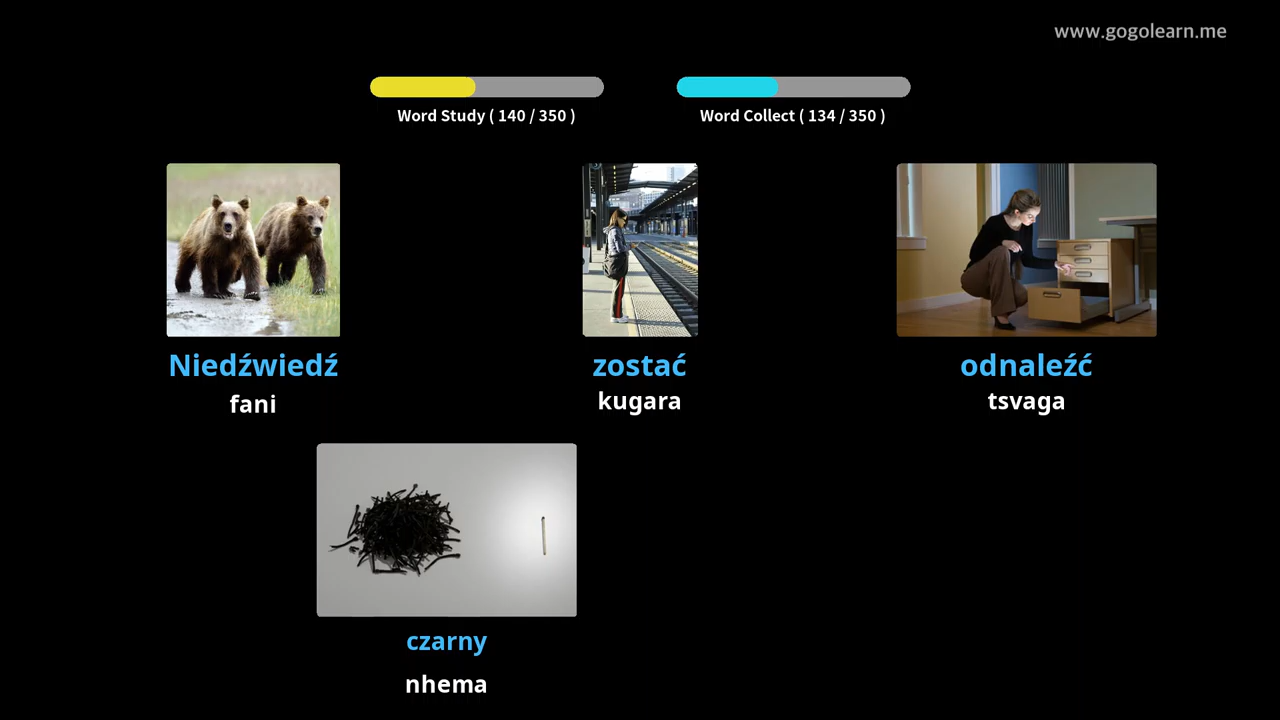 www.gogolearn.me
Word Study ( 140 / 350 )
Word Collect ( 134 / 350 )
Niedźwiedź
fani
zostać
kugara
odnaleźć
tsvaga
czarny
nhema